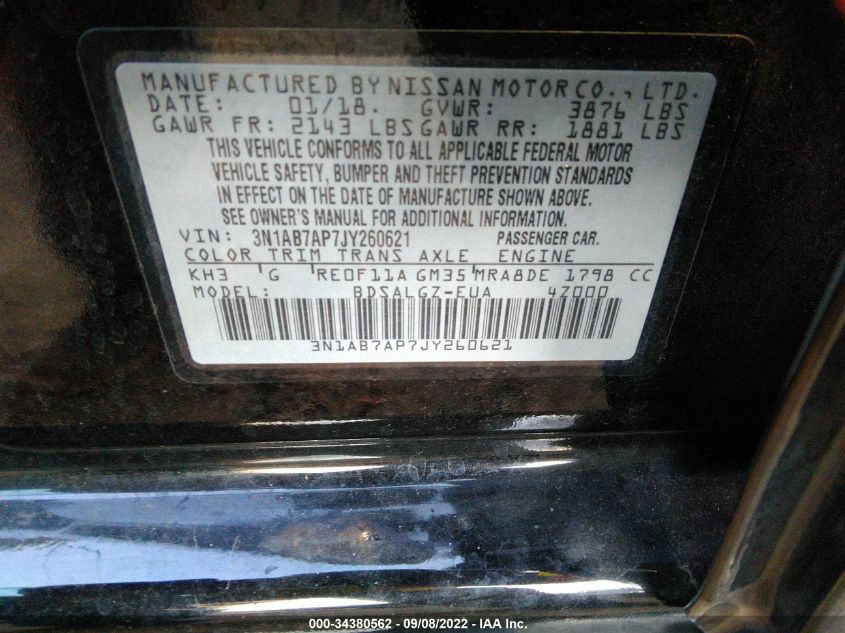 MANUFACTURED BY NISSAN MOTOR CO., LTD.
DATE: 01/18. GVWR: 3876 LBS
GAWR FR: 2143 LBS GAWR RR: 1881 LBS
THIS VEHICLE CONFORMS TO ALL APPLICABLE FEDERAL MOTOR
VEHICLE SAFETY, BUMPER AND THEFT PREVENTION STANDARDS
IN EFFECT ON THE DATE OF MANUFACTURE SHOWN ABOVE.
SEE OWNER'S MANUAL FOR ADDITIONAL INFORMATION.
VIN: 3N1AB7AP7JY260621 PASSENGER CAR.
COLOR TRIM TRANS AXLE ENGINE
KH3 G RE0F11A GM35 MRA8DE 1798 CC
MODEL: BDSALGZ-EUA 4Z000
3N1AB7AP7JY260621
000-34380562 - 09/08/2022 - IAA Inc.